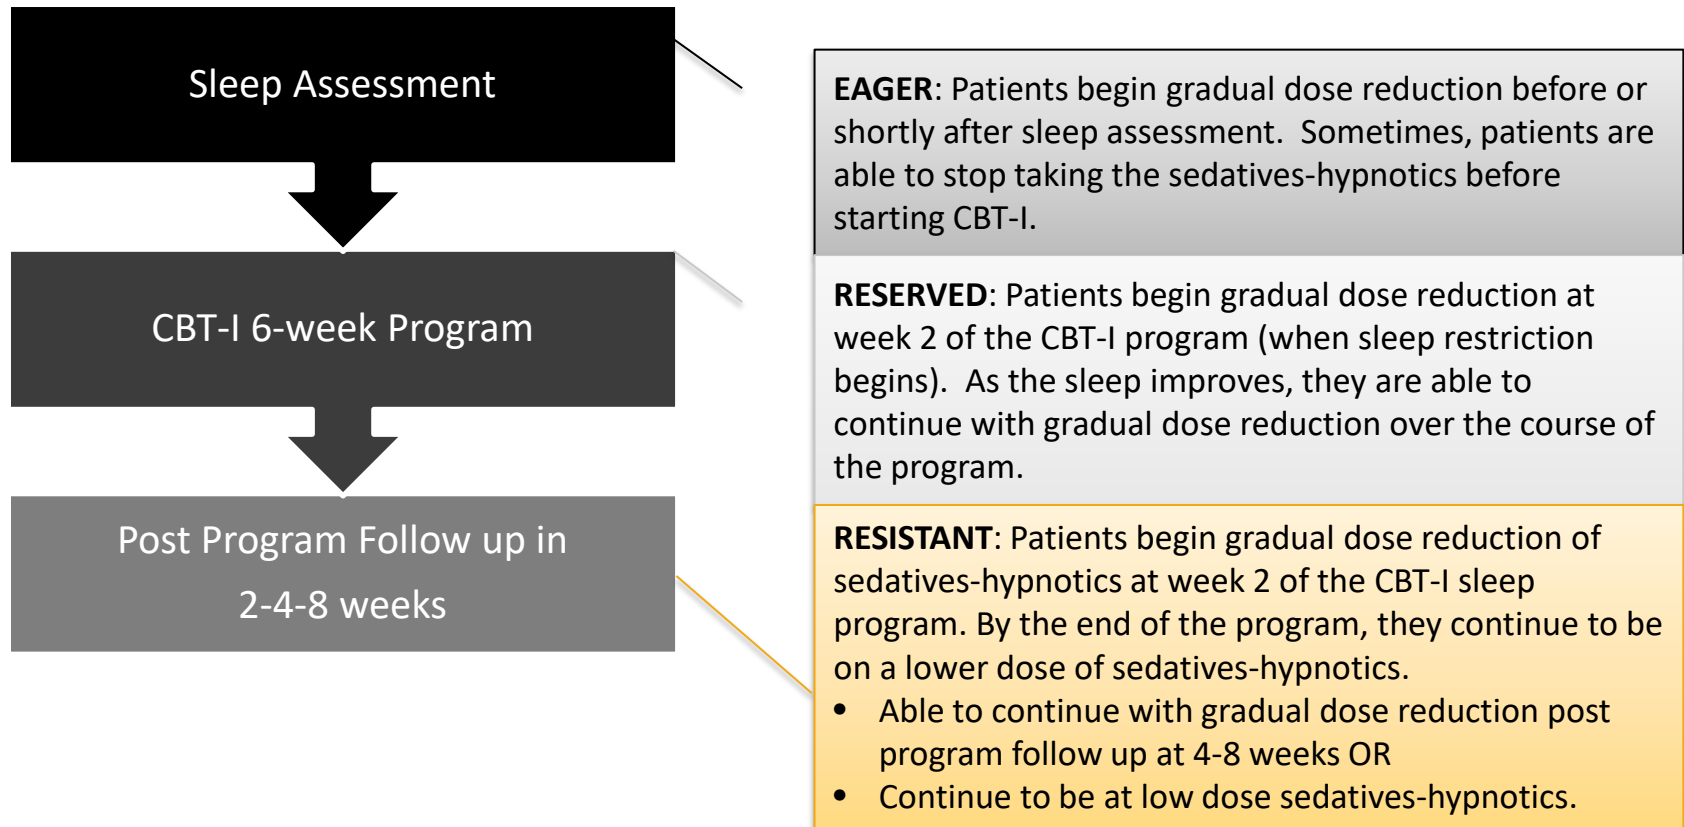 Sleep Assessment
CBT-I 6-week Program
Post Program Follow up in
2-4-8 weeks
EAGER: Patients begin gradual dose reduction before or
shortly after sleep assessment.  Sometimes, patients are
able to stop taking the sedatives-hypnotics before
starting CBT-I.
RESERVED: Patients begin gradual dose reduction at
week 2 of the CBT-I program (when sleep restriction
begins).  As the sleep improves, they are able to
continue with gradual dose reduction over the course of
the program.
RESISTANT: Patients begin gradual dose reduction of
sedatives-hypnotics at week 2 of the CBT-I sleep
program. By the end of the program, they continue to be
on a lower dose of sedatives-hypnotics.
• Able to continue with gradual dose reduction post
program follow up at 4-8 weeks OR
• Continue to be at low dose sedatives-hypnotics.